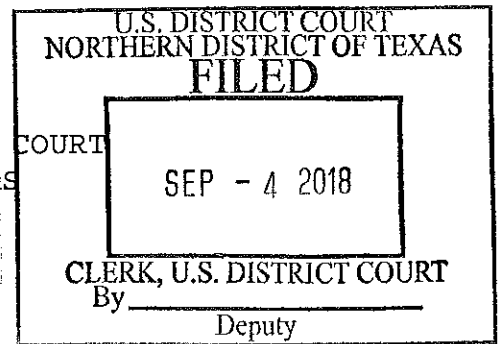 U.S. DISTRICT COURT
NORTHERN DISTRICT OF TEXAS
FILED
COURT
SEP - 4 2018
CLERK, U.S. DISTRICT COURT
By
Deputy